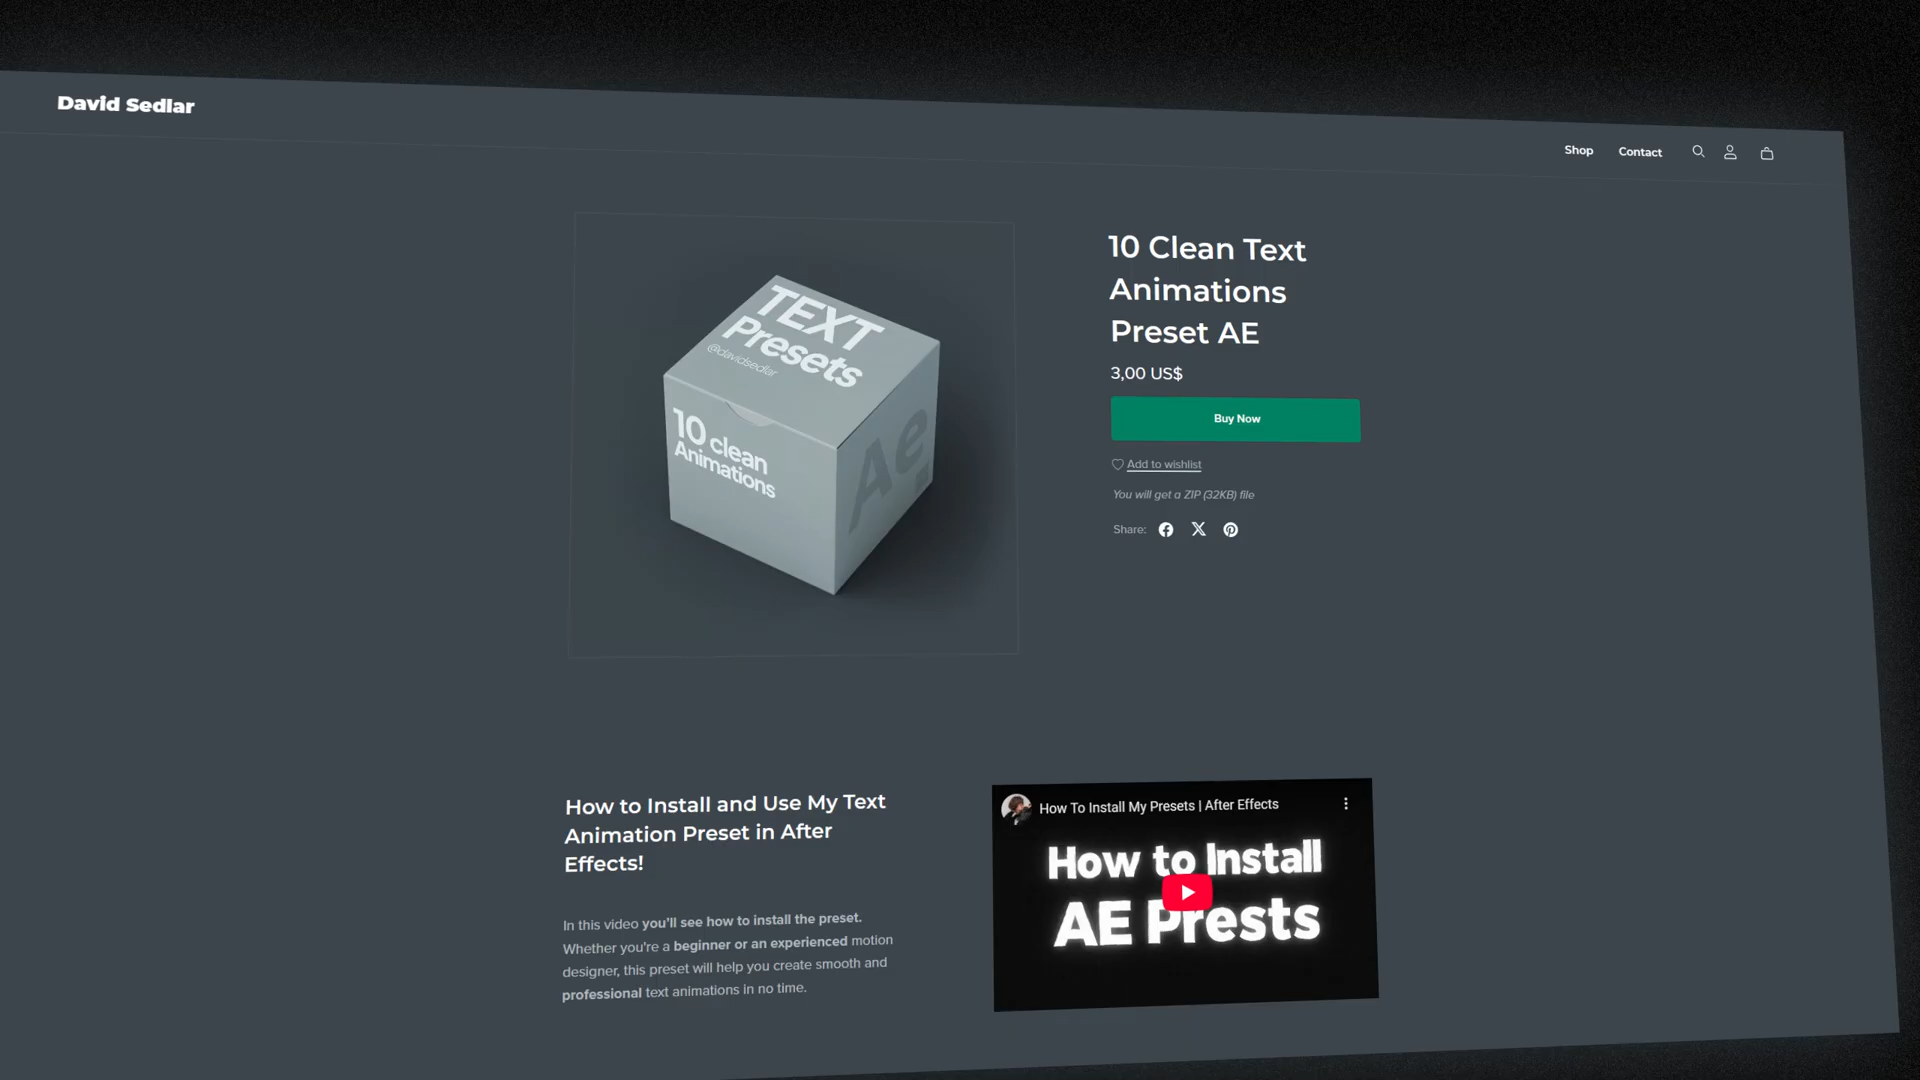 David Sedlar
Shop
Contact
TEXT
Presets
@davidsedlar
10 clean
Animations
Ae
10 Clean Text
Animations
Preset AE
3,00 US$
Buy Now
Add to wishlist
You will get a ZIP (32KB) file
Share:
How to Install and Use My Text
Animation Preset in After
Effects!
In this video you'll see how to install the preset.
Whether you're a beginner or an experienced motion
designer, this preset will help you create smooth and
professional text animations in no time.
How To Install My Presets | After Effects
How to Install
AE Prests